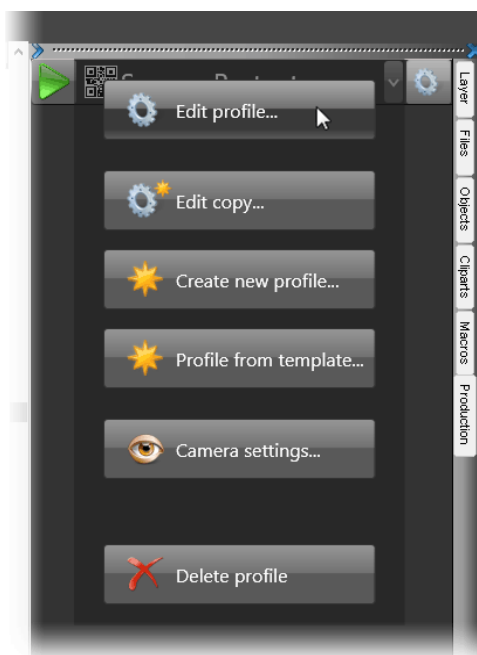 Edit profile...
Edit copy...
Create new profile...
Profile from template...
Camera settings...
Delete profile
Layer
Files
Objects
Cliparts
Macros
Production